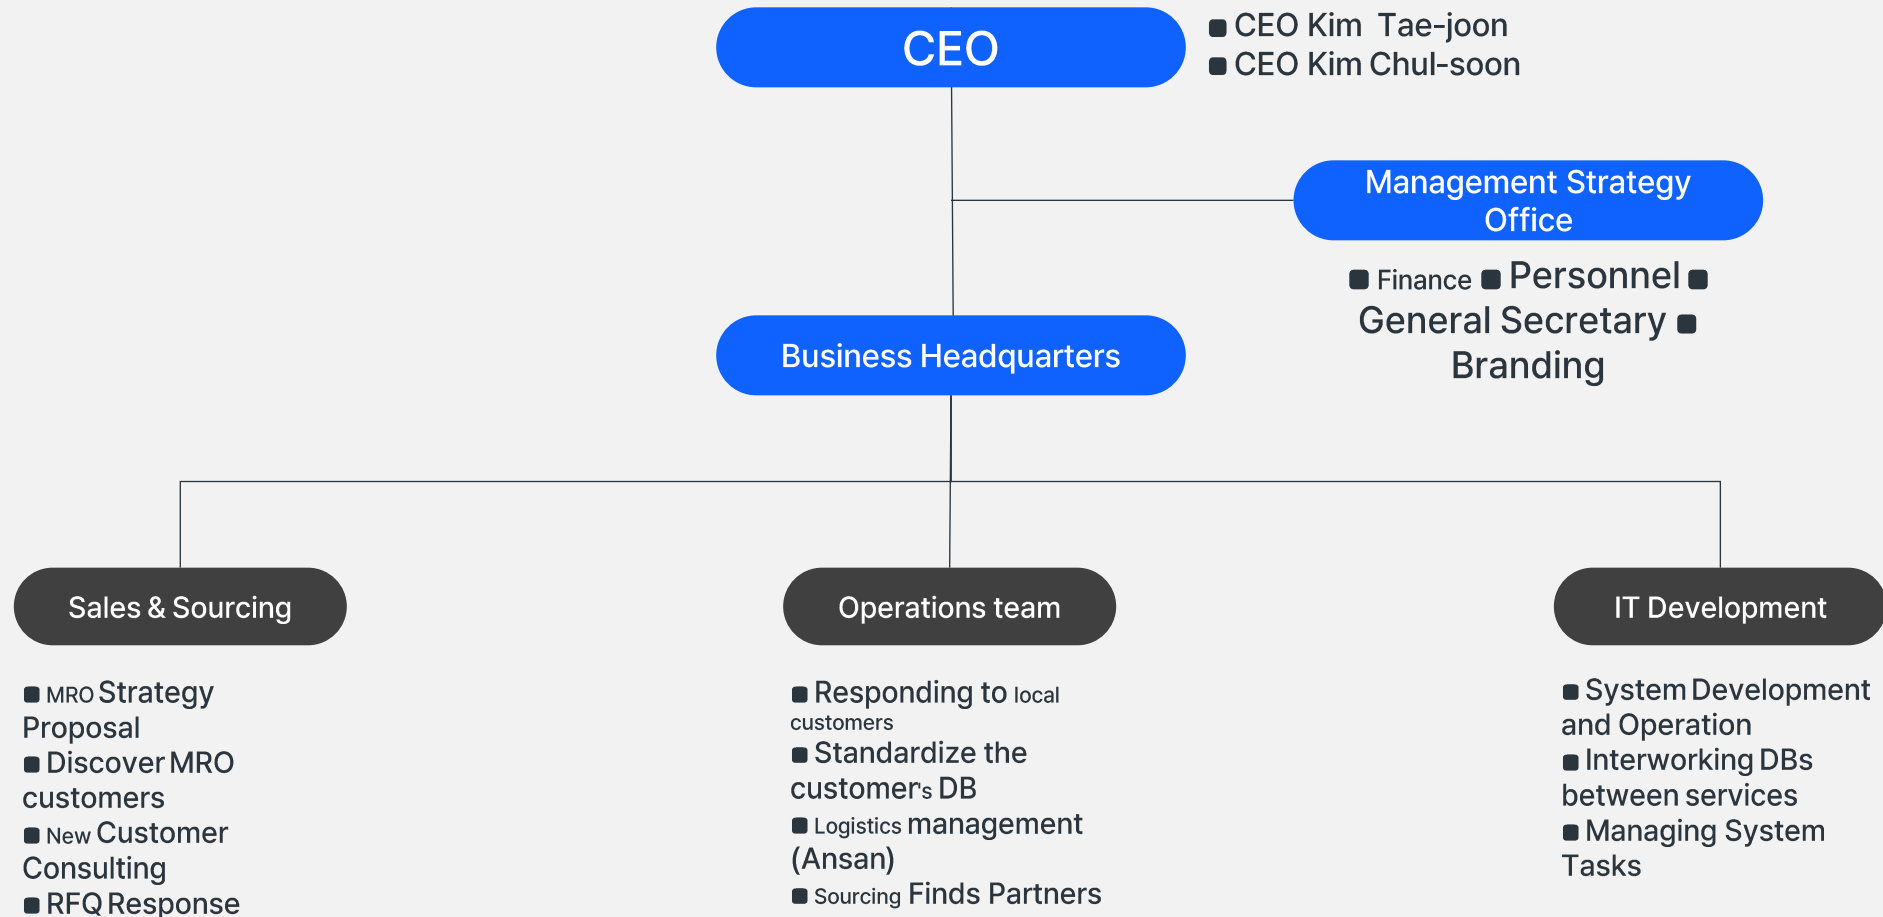 CEO
■ CEO Kim Tae-joon
■ CEO Kim Chul-soon
Management Strategy
Office
■ Finance ■ Personnel ■
General Secretary ■
Branding
Business Headquarters
Sales & Sourcing
■ MRO Strategy
Proposal
■ Discover MRO
customers
■ New Customer
Consulting
■ RFQ Response
Operations team
■ Responding to local
customers
■ Standardize the
customer's DB
■ Logistics management
(Ansan)
■ Sourcing Finds Partners
IT Development
■ System Development
and Operation
■ Interworking DBs
between services
■ Managing System
Tasks